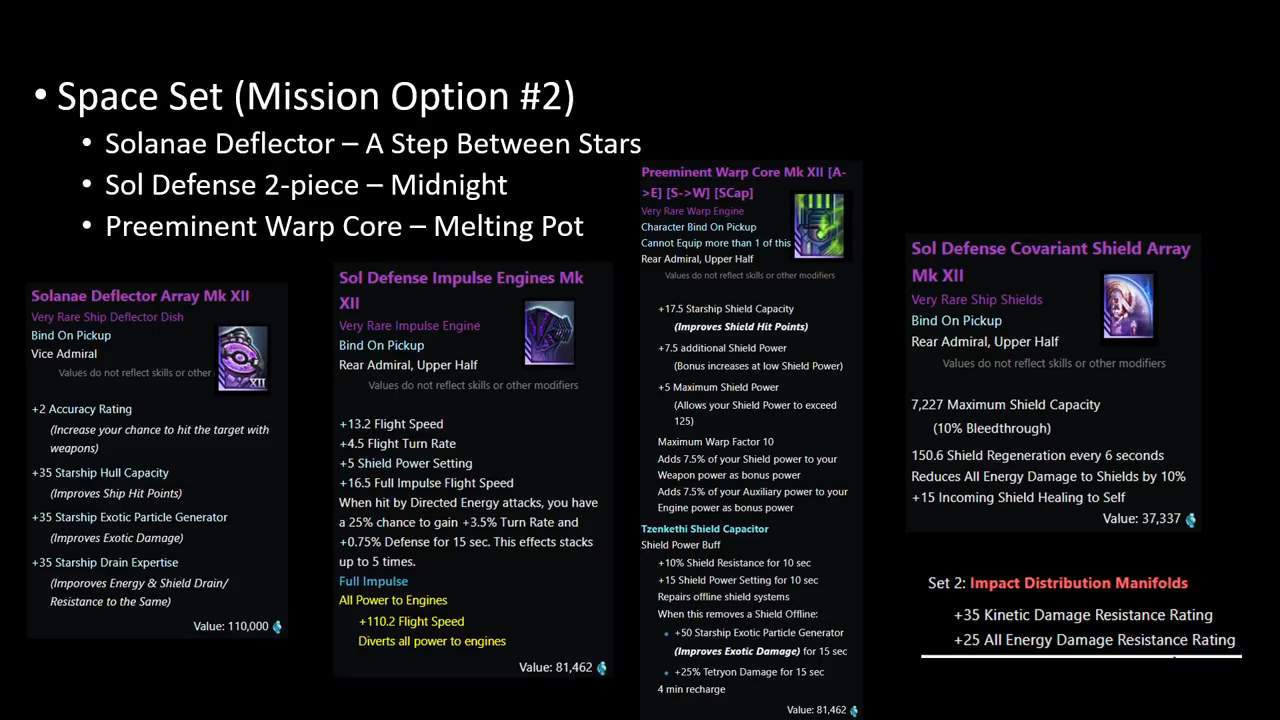 • Space Set (Mission Option #2)
• Solanae Deflector – A Step Between Stars
• Sol Defense 2-piece – Midnight
• Preeminent Warp Core – Melting Pot
Solanae Deflector Array Mk XII
Very Rare Ship Deflector Dish
Bind On Pickup
Vice Admiral
Values do not reflect skills or other
XII
+2 Accuracy Rating
(Increase your chance to hit the target with
weapons)
+35 Starship Hull Capacity
(Improves Ship Hit Points)
+35 Starship Exotic Particle Generator
(Improves Exotic Damage)
+35 Starship Drain Expertise
(Imporoves Energy & Shield Drain/
Resistance to the Same)
Value: 110,000
Sol Defense Impulse Engines Mk
XII
Very Rare Impulse Engine
Bind On Pickup
Rear Admiral, Upper Half
Values do not reflect skills or other modifiers
+13.2 Flight Speed
+4.5 Flight Turn Rate
+5 Shield Power Setting
+16.5 Full Impulse Flight Speed
When hit by Directed Energy attacks, you have
a 25% chance to gain +3.5% Turn Rate and
+0.75% Defense for 15 sec. This effects stacks
up to 5 times.
Full Impulse
All Power to Engines
+110.2 Flight Speed
Diverts all power to engines
Value: 81,462
Preeminent Warp Core Mk XII [A-
>E] [S->W] [SCap]
Very Rare Warp Engine
Character Bind On Pickup
Cannot Equip more than 1 of this
Rear Admiral, Upper Half
Values do not reflect skills or other modifiers
+17.5 Starship Shield Capacity
(Improves Shield Hit Points)
+7.5 additional Shield Power
(Bonus increases at low Shield Power)
+5 Maximum Shield Power
(Allows your Shield Power to exceed
125)
Maximum Warp Factor 10
Adds 7.5% of your Shield power to your
Weapon power as bonus power
Adds 7.5% of your Auxiliary power to your
Engine power as bonus power
Tzenkethi Shield Capacitor
Shield Power Buff
+10% Shield Resistance for 10 sec
+15 Shield Power Setting for 10 sec
Repairs offline shield systems
When this removes a Shield Offline:
• +50 Starship Exotic Particle Generator
(Improves Exotic Damage) for 15 sec
• +25% Tetryon Damage for 15 sec
4 min recharge
Value: 81,462
Sol Defense Covariant Shield Array
Mk XII
Very Rare Ship Shields
Bind On Pickup
Rear Admiral, Upper Half
Values do not reflect skills or other modifiers
7,227 Maximum Shield Capacity
(10% Bleedthrough)
150.6 Shield Regeneration every 6 seconds
Reduces All Energy Damage to Shields by 10%
+15 Incoming Shield Healing to Self
Value: 37,337
Set 2: Impact Distribution Manifolds
+35 Kinetic Damage Resistance Rating
+25 All Energy Damage Resistance Rating